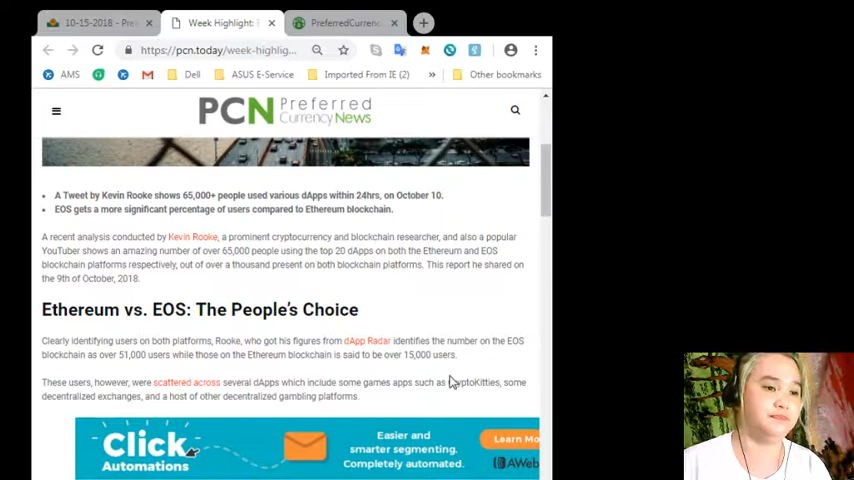 10-15-2018 - Pre
Week Highlight:
PreferredCurrenc
https://pcn.today/week-highlig...
AMS
Dell
ASUS E-Service
Imported From IE (2)
»
Other bookmarks
PCN Preferred Currency News
A Tweet by Kevin Rooke shows 65,000+ people used various dApps within 24hrs, on October 10.
EOS gets a more significant percentage of users compared to Ethereum blockchain.
A recent analysis conducted by Kevin Rooke, a prominent cryptocurrency and blockchain researcher, and also a popular
YouTuber shows an amazing number of over 65,000 people using the top 20 dApps on both the Ethereum and EOS
blockchain platforms respectively, out of over a thousand present on both blockchain platforms. This report he shared on
the 9th of October, 2018.
Ethereum vs. EOS: The People's Choice
Clearly identifying users on both platforms, Rooke, who got his figures from dApp Radar identifies the number on the EOS
blockchain as over 51,000 users while those on the Ethereum blockchain is said to be over 15,000 users.
These users, however, were scattered across several dApps which include some games apps such as CryptoKitties, some
decentralized exchanges, and a host of other decentralized gambling platforms.
Click
Automations
Easier and
smarter segmenting.
Completely automated.
Learn Mo
AWeb